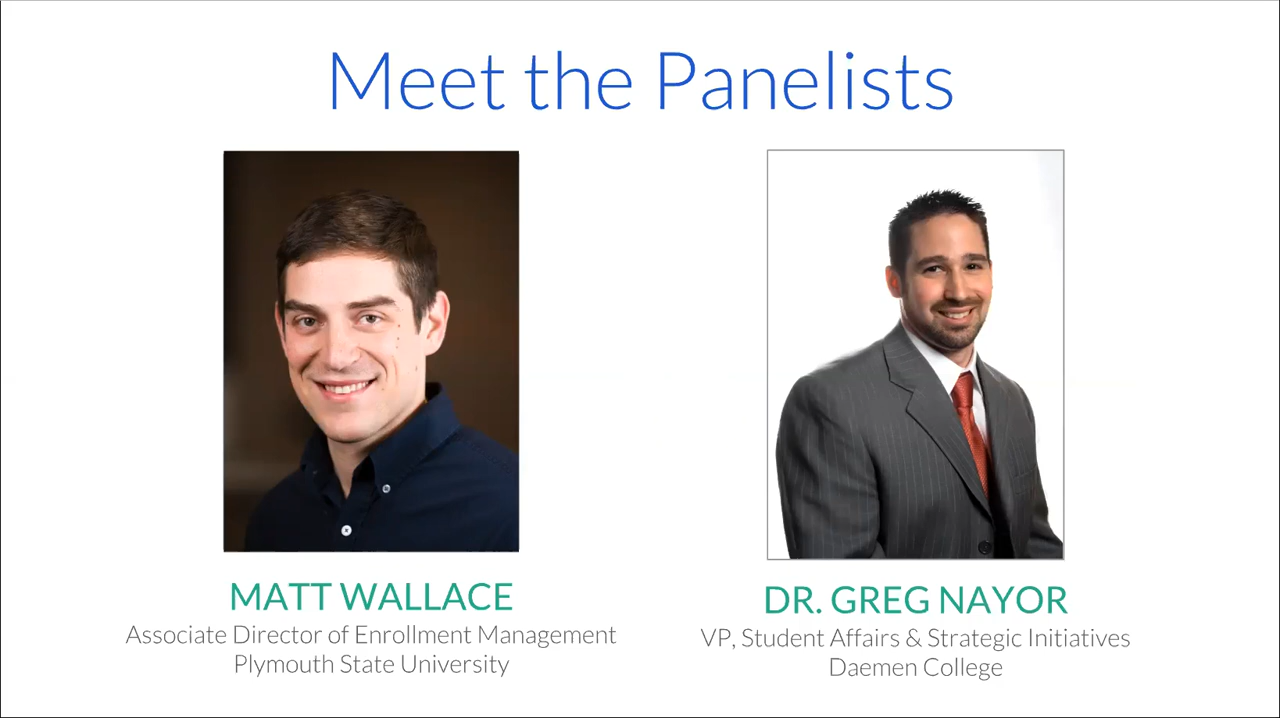 Meet the Panelists
MATT WALLACE
Associate Director of Enrollment Management
Plymouth State University
DR. GREG NAYOR
VP, Student Affairs & Strategic Initiatives
Daemen College